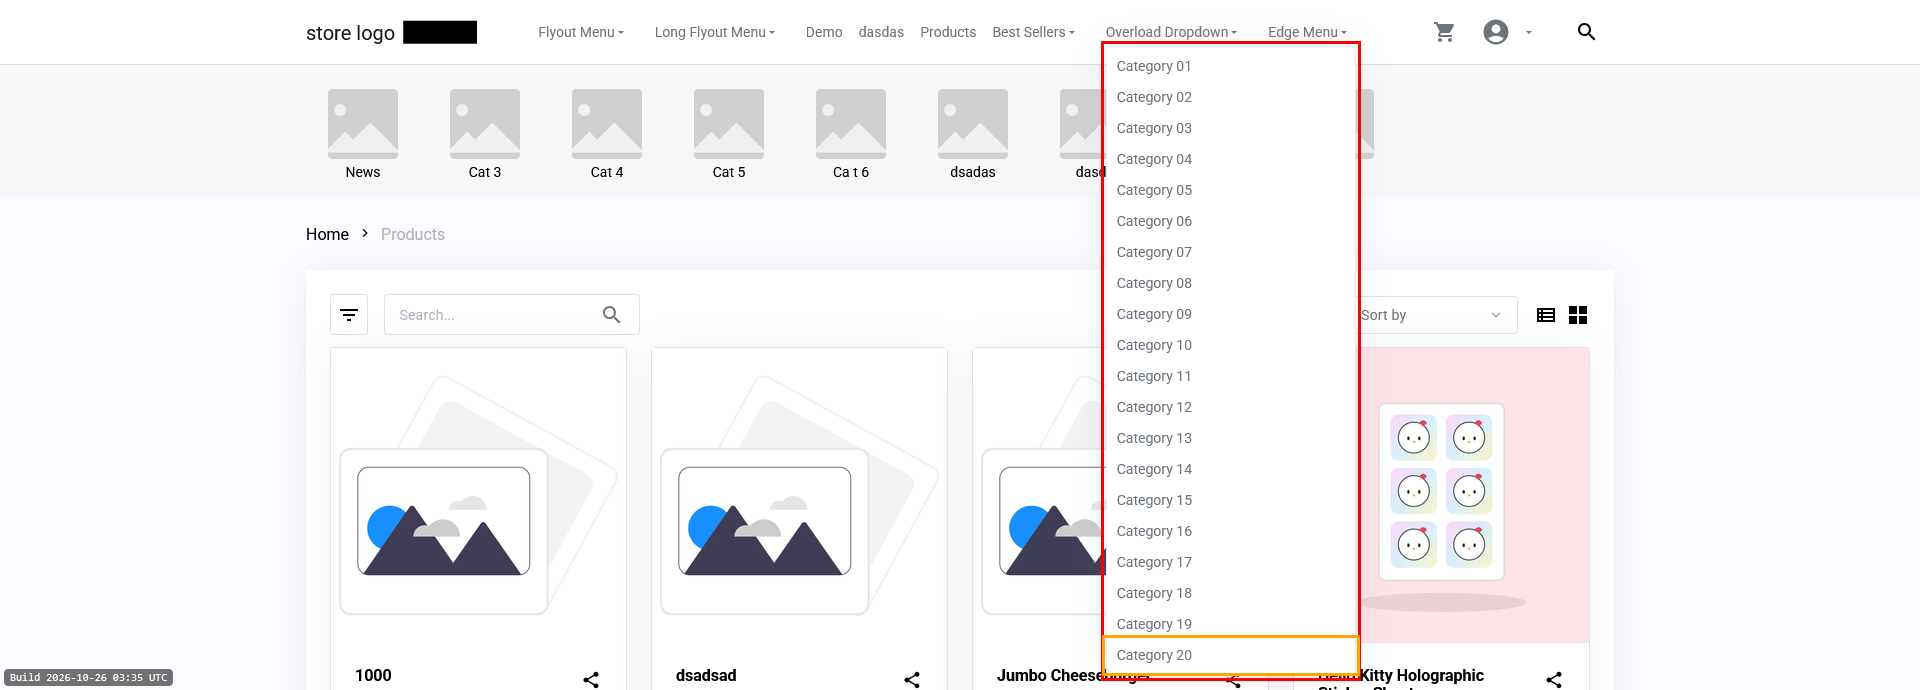 store logo
Flyout Menu
Long Flyout Menu
Demo
dasdas
Products
Best Sellers
Overload Dropdown
Edge Menu
Category 01
Category 02
Category 03
Category 04
Category 05
Category 06
Category 07
Category 08
Category 09
Category 10
Category 11
Category 12
Category 13
Category 14
Category 15
Category 16
Category 17
Category 18
Category 19
Category 20
News
Cat 3
Cat 4
Cat 5
Ca t 6
dsadas
Home
Products
Search...
Sort by
1000
dsadsad
Jumbo
Kitty Holographic
Build 2026-10-26 03:35 UTC